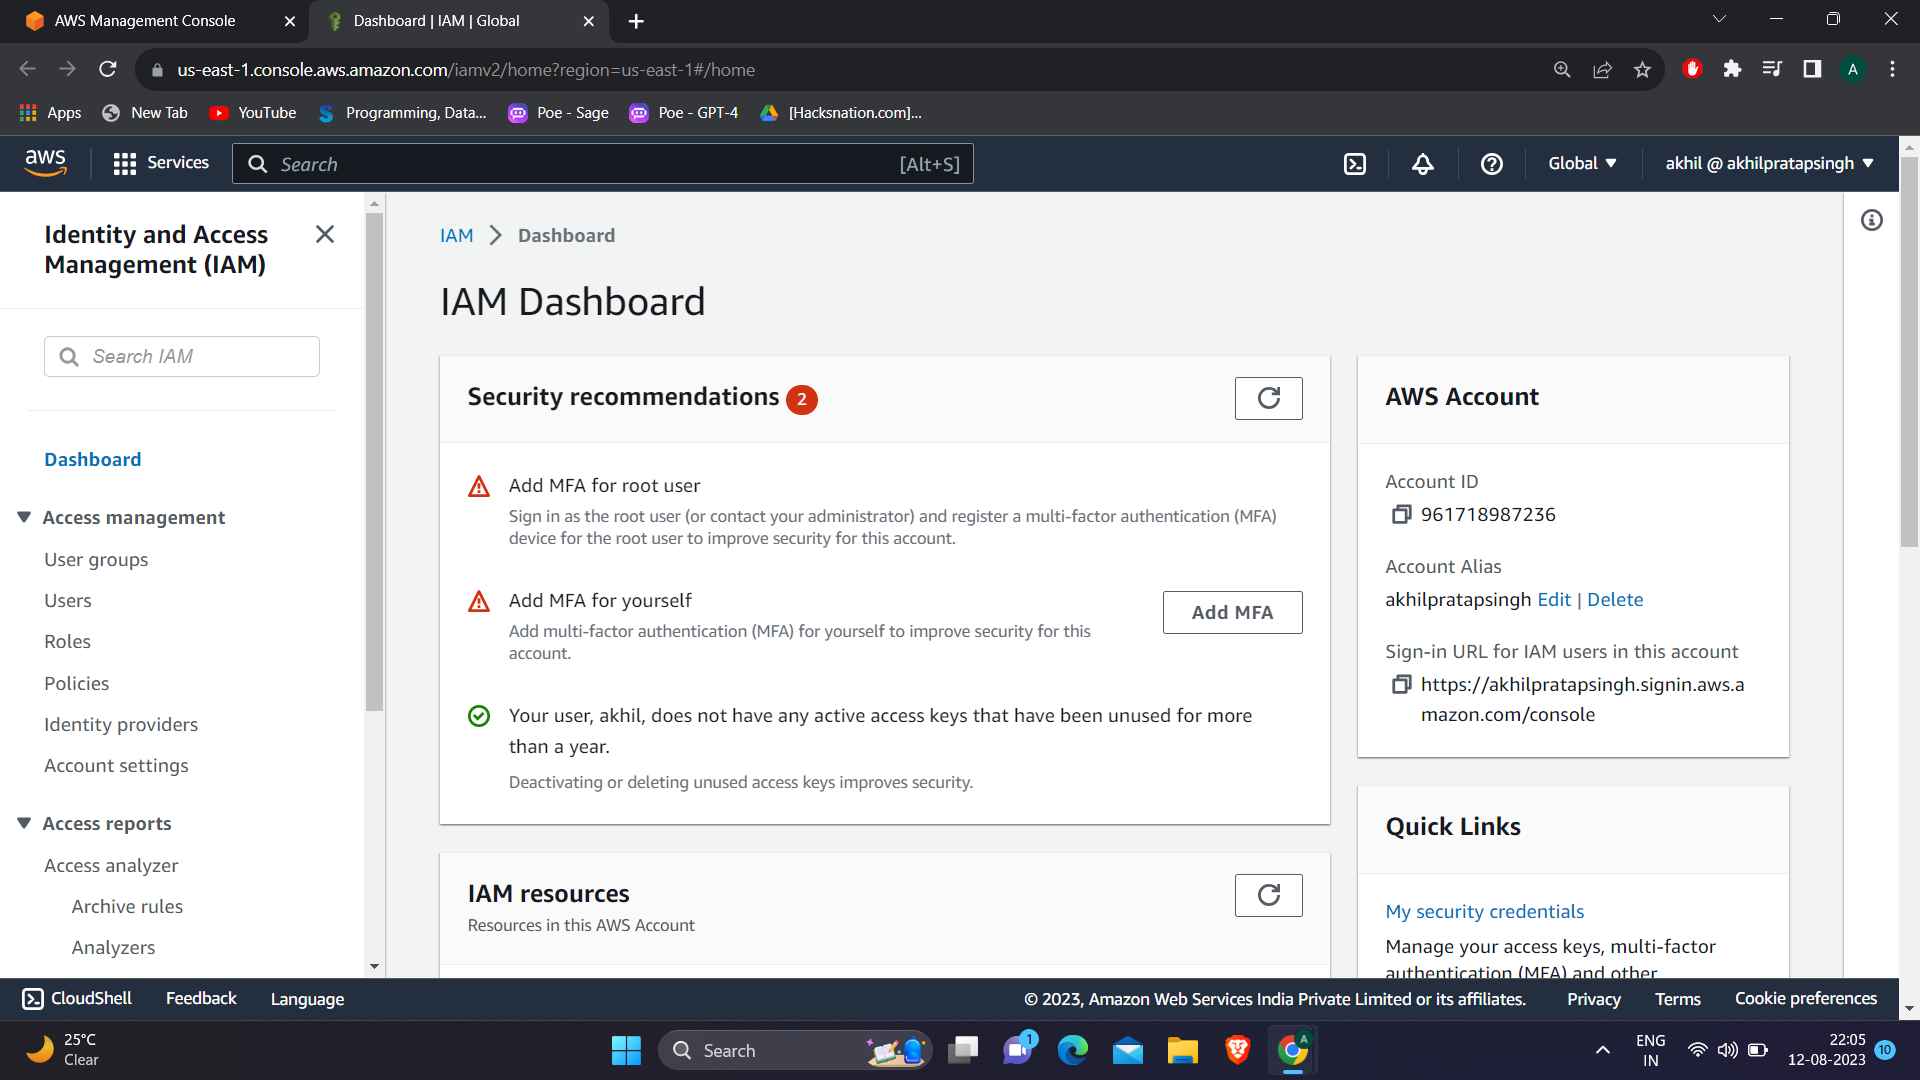 AWS Management Console
Dashboard | IAM | Global
us-east-1.console.aws.amazon.com/iamv2/home?region=us-east-1#/home
A
Apps
New Tab
YouTube
Programming, Data...
Poe - Sage
Poe - GPT-4
[Hacksnation.com]...
aws
Services
Search
[Alt+S]
Global
akhil @ akhilpratapsingh
Identity and Access
Management (IAM)
Search IAM
Dashboard
Access management
User groups
Users
Roles
Policies
Identity providers
Account settings
Access reports
Access analyzer
Archive rules
Analyzers
IAM
Dashboard
IAM Dashboard
Security recommendations 2
Add MFA for root user
Sign in as the root user (or contact your administrator) and register a multi-factor authentication (MFA)
device for the root user to improve security for this account.
Add MFA for yourself
Add multi-factor authentication (MFA) for yourself to improve security for this
account.
Add MFA
Your user, akhil, does not have any active access keys that have been unused for more
than a year.
Deactivating or deleting unused access keys improves security.
IAM resources
Resources in this AWS Account
AWS Account
Account ID
961718987236
Account Alias
akhilpratapsingh Edit | Delete
Sign-in URL for IAM users in this account
https://akhilpratapsingh.signin.aws.a
mazon.com/console
Quick Links
My security credentials
Manage your access keys, multi-factor
authentication (MFA) and other
CloudShell
Feedback
Language
© 2023, Amazon Web Services India Private Limited or its affiliates.
Privacy
Terms
Cookie preferences
25°C
Clear
Search
1
A
ENG
IN
22:05
12-08-2023
10